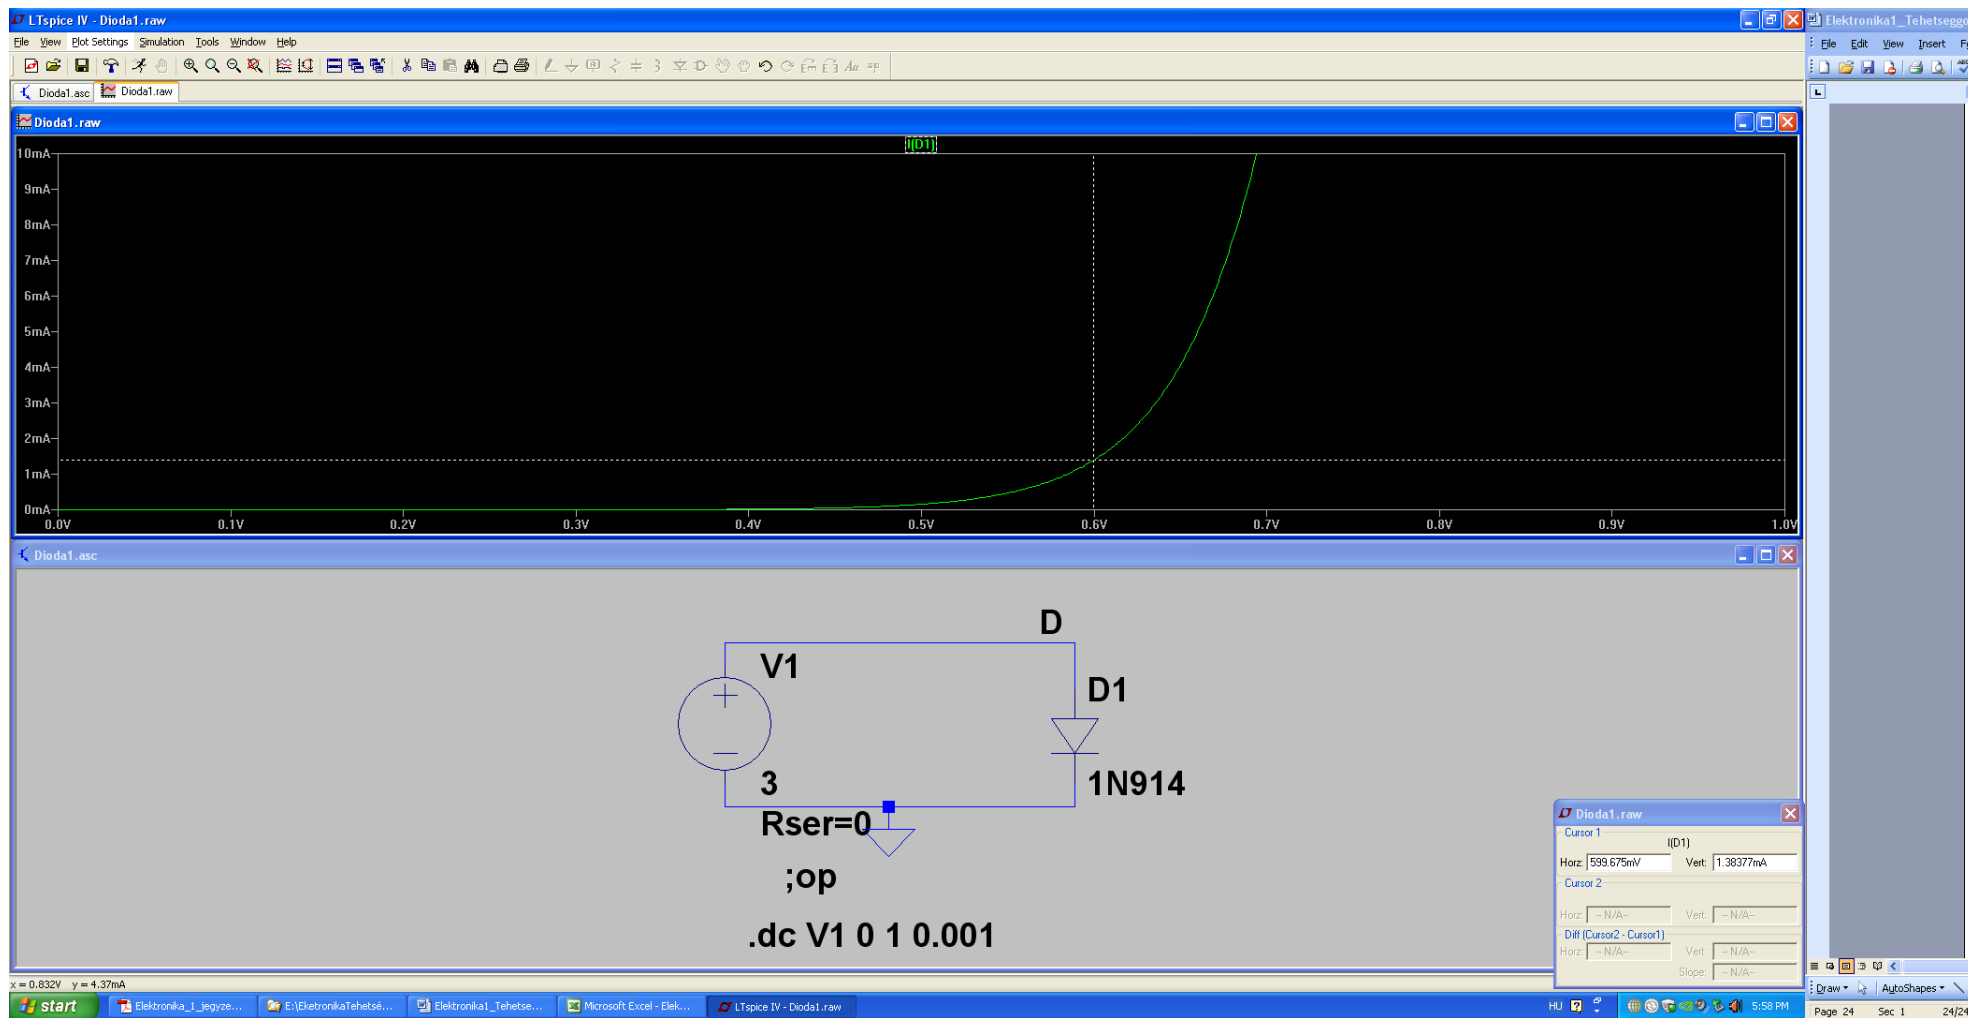 LTspice IV - Dioda1.raw
Elektronika1_Tehetseggo
File View Plot Settings Simulation Tools Window Help
File Edit View Insert
Dioda1.asc Dioda1.raw
Dioda1.raw
I(D1)
10mA
9mA
8mA
7mA
6mA
5mA
4mA
3mA
2mA
1mA
0mA
0.0V 0.1V 0.2V 0.3V 0.4V 0.5V 0.6V 0.7V 0.8V 0.9V 1.0V
Dioda1.asc
D
V1
D1
3
1N914
Rser=0
;op
.dc V1 0 1 0.001
Dioda1.raw
Cursor 1
I(D1)
Horz: 599.675mV Vert: 1.38377mA
Cursor 2
Horz: -- N/A-- Vert: -- N/A--
Diff (Cursor2 - Cursor1)
Horz: -- N/A-- Vert: -- N/A--
Slope: -- N/A--
x = 0.832V y = 4.37mA
Draw AutoShapes
start Elektronika_1_jegyze... E:\EketronikaTehetsé... Elektronika1_Tehetse... Microsoft Excel - Elek... LTspice IV - Dioda1.raw HU 5:58 PM
Page 24 Sec 1 24/24